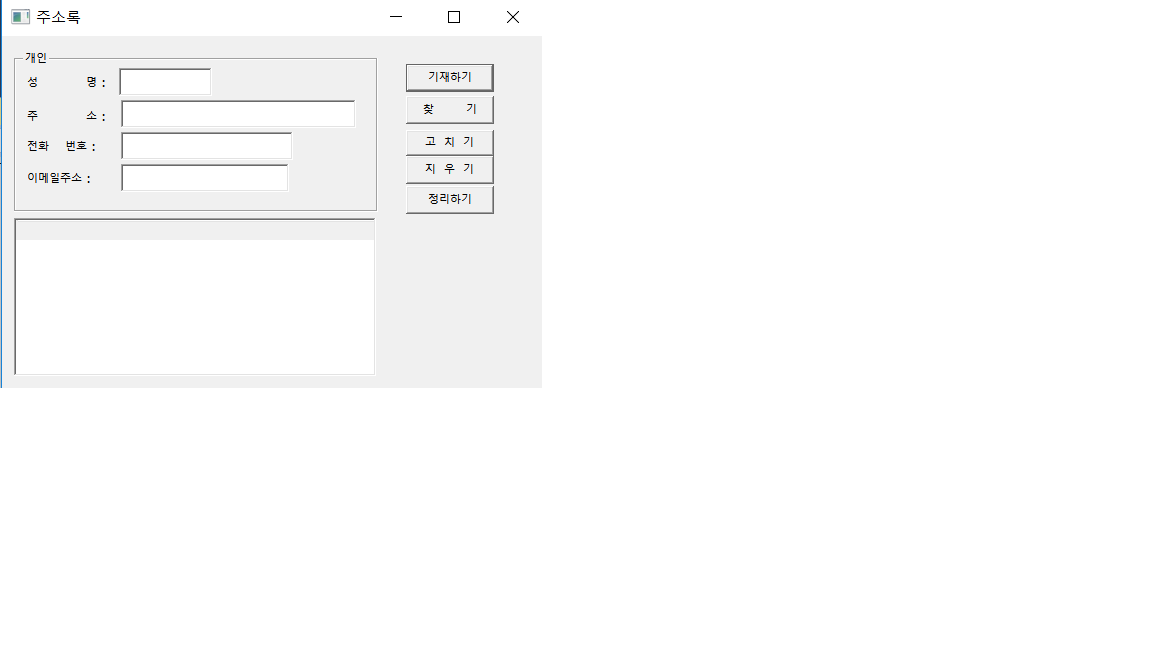 주소록
개인
성 명 :
주 소 :
전화 번호 :
이메일주소 :
기재하기
찾 기
고 치 기
지 우 기
정리하기